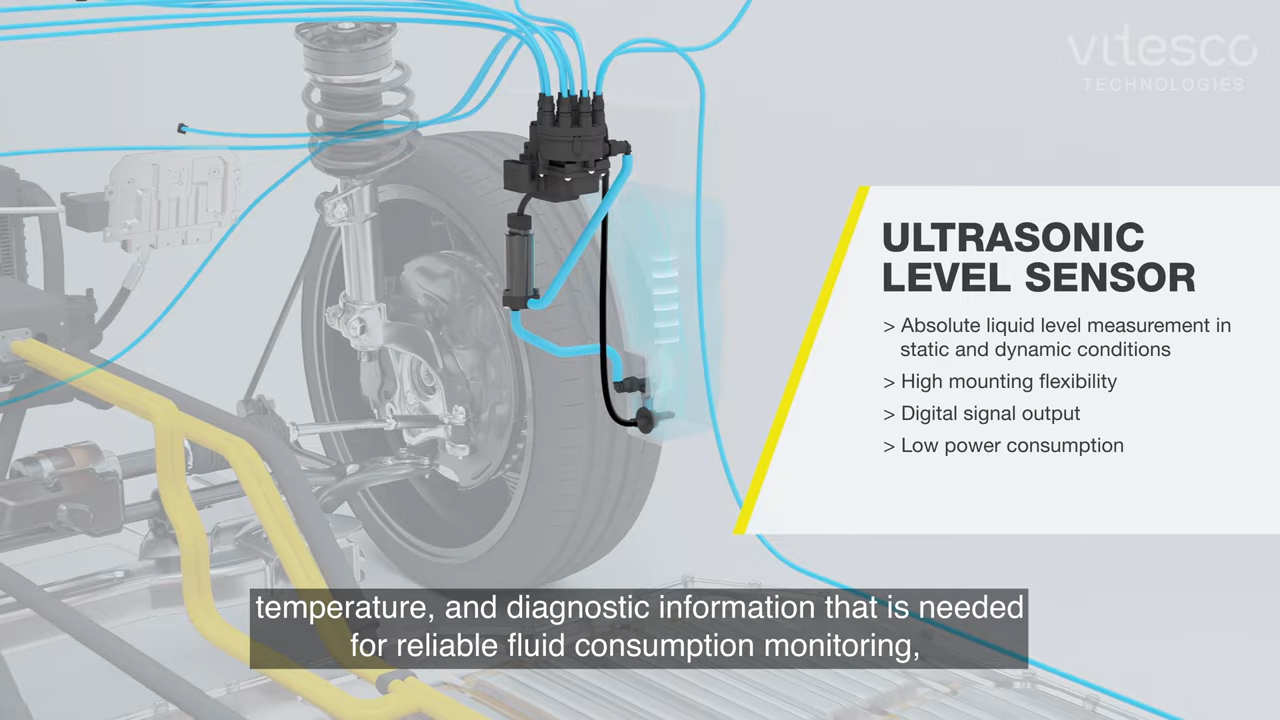 vitesco
TECHNOLOGIES
ULTRASONIC
LEVEL SENSOR
> Absolute liquid level measurement in
static and dynamic conditions
> High mounting flexibility
> Digital signal output
> Low power consumption
temperature, and diagnostic information that is needed
for reliable fluid consumption monitoring,